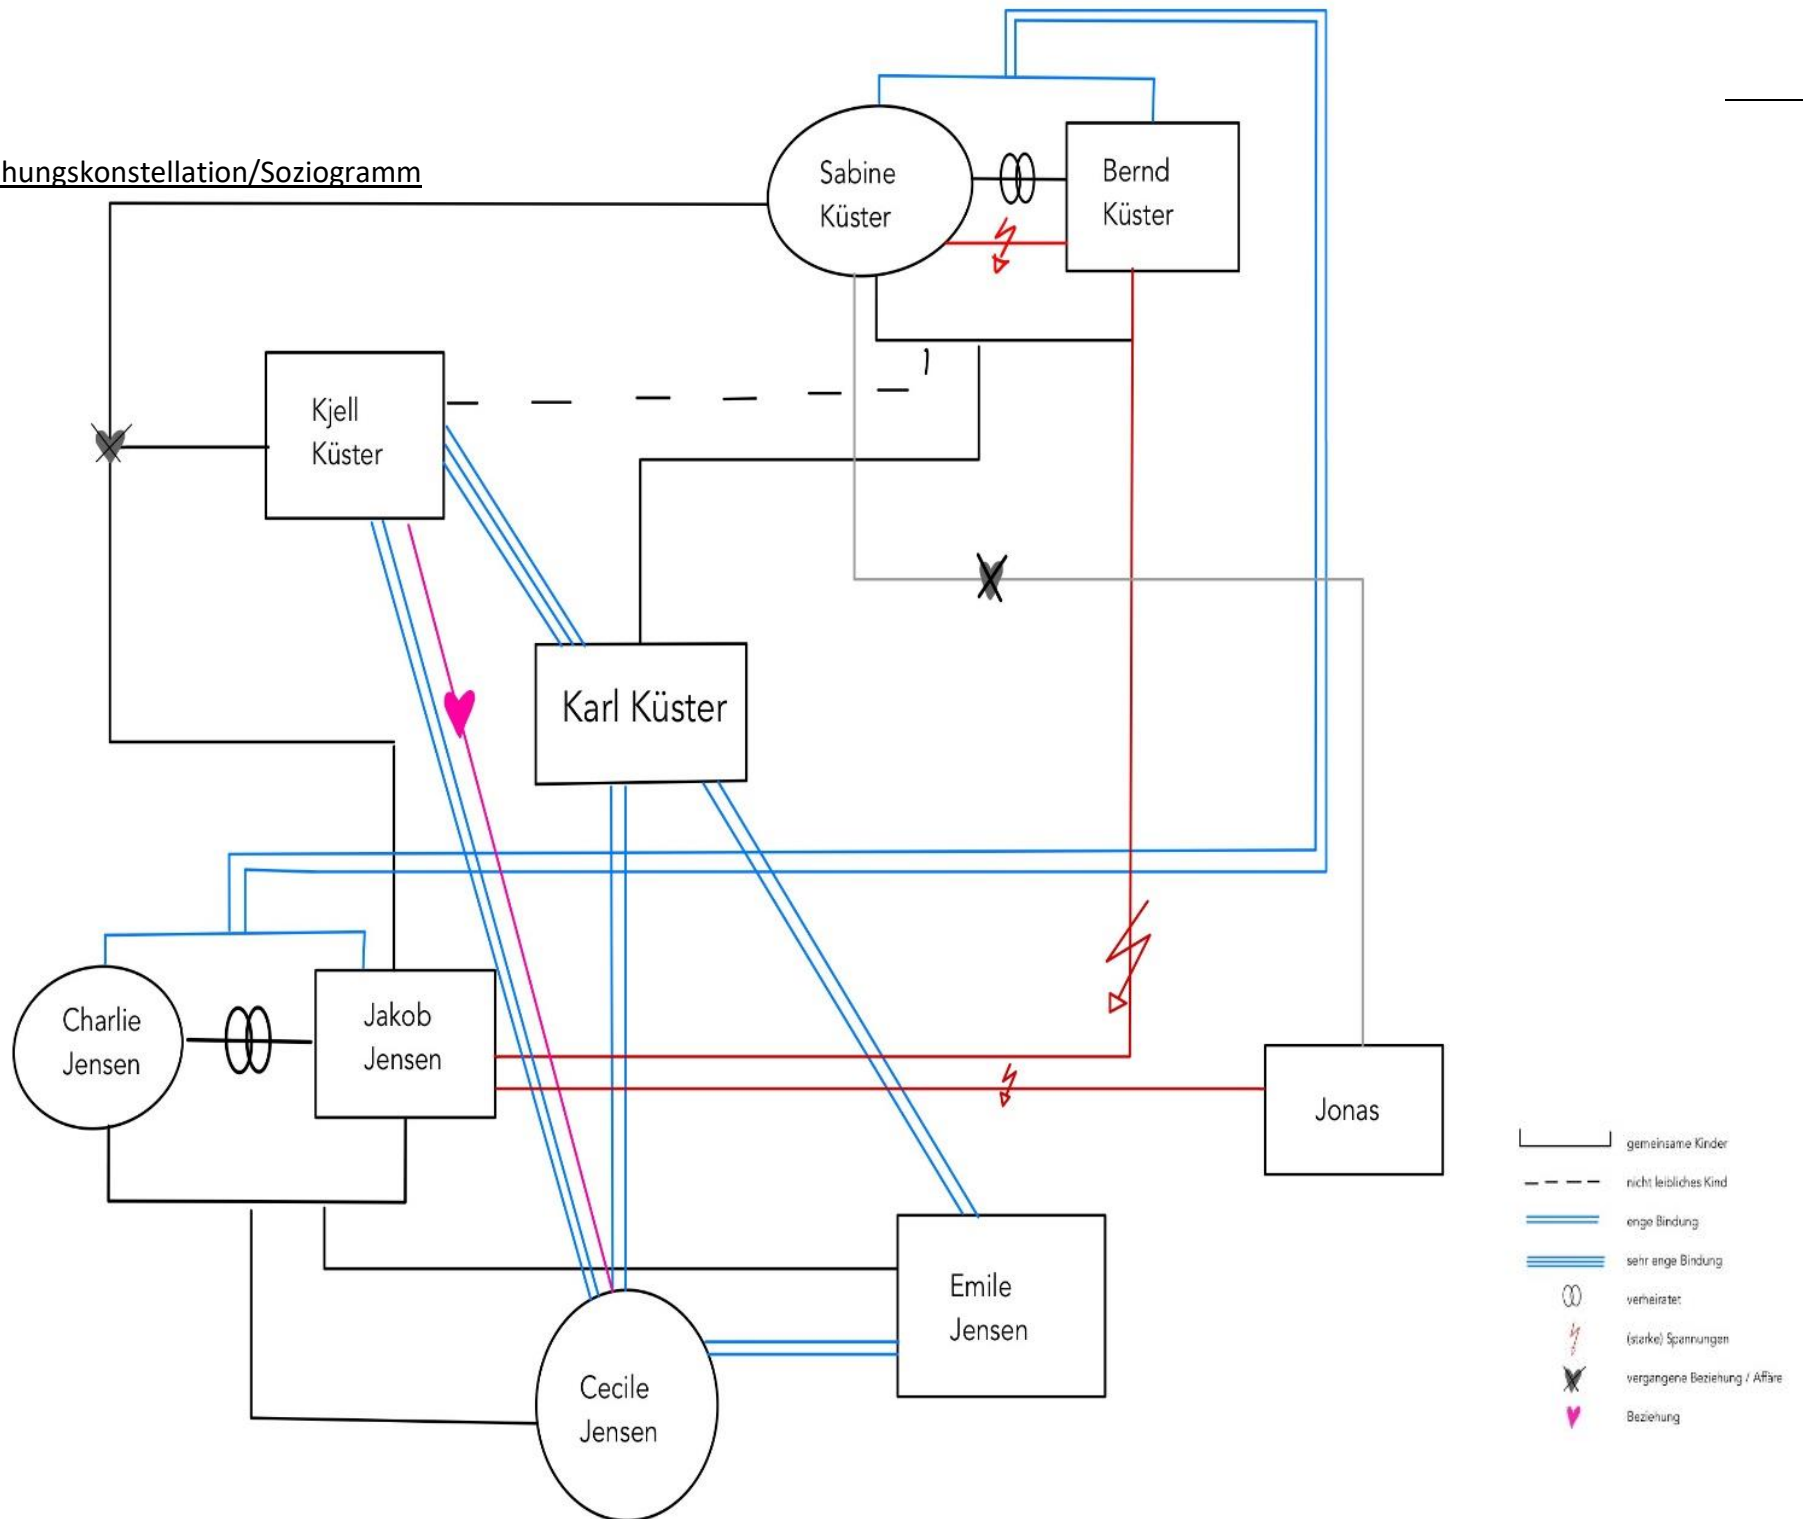 hungskonstellation/Soziogramm
Sabine
Küster
Bernd
Küster
Kjell
Küster
Karl Küster
Charlie
Jensen
Jakob
Jensen
Jonas
Emile
Jensen
Cecile
Jensen
gemeinsame Kinder
nicht leibliches Kind
enge Bindung
sehr enge Bindung
verheiratet
(starke) Spannungen
vergangene Beziehung / Affäre
Beziehung